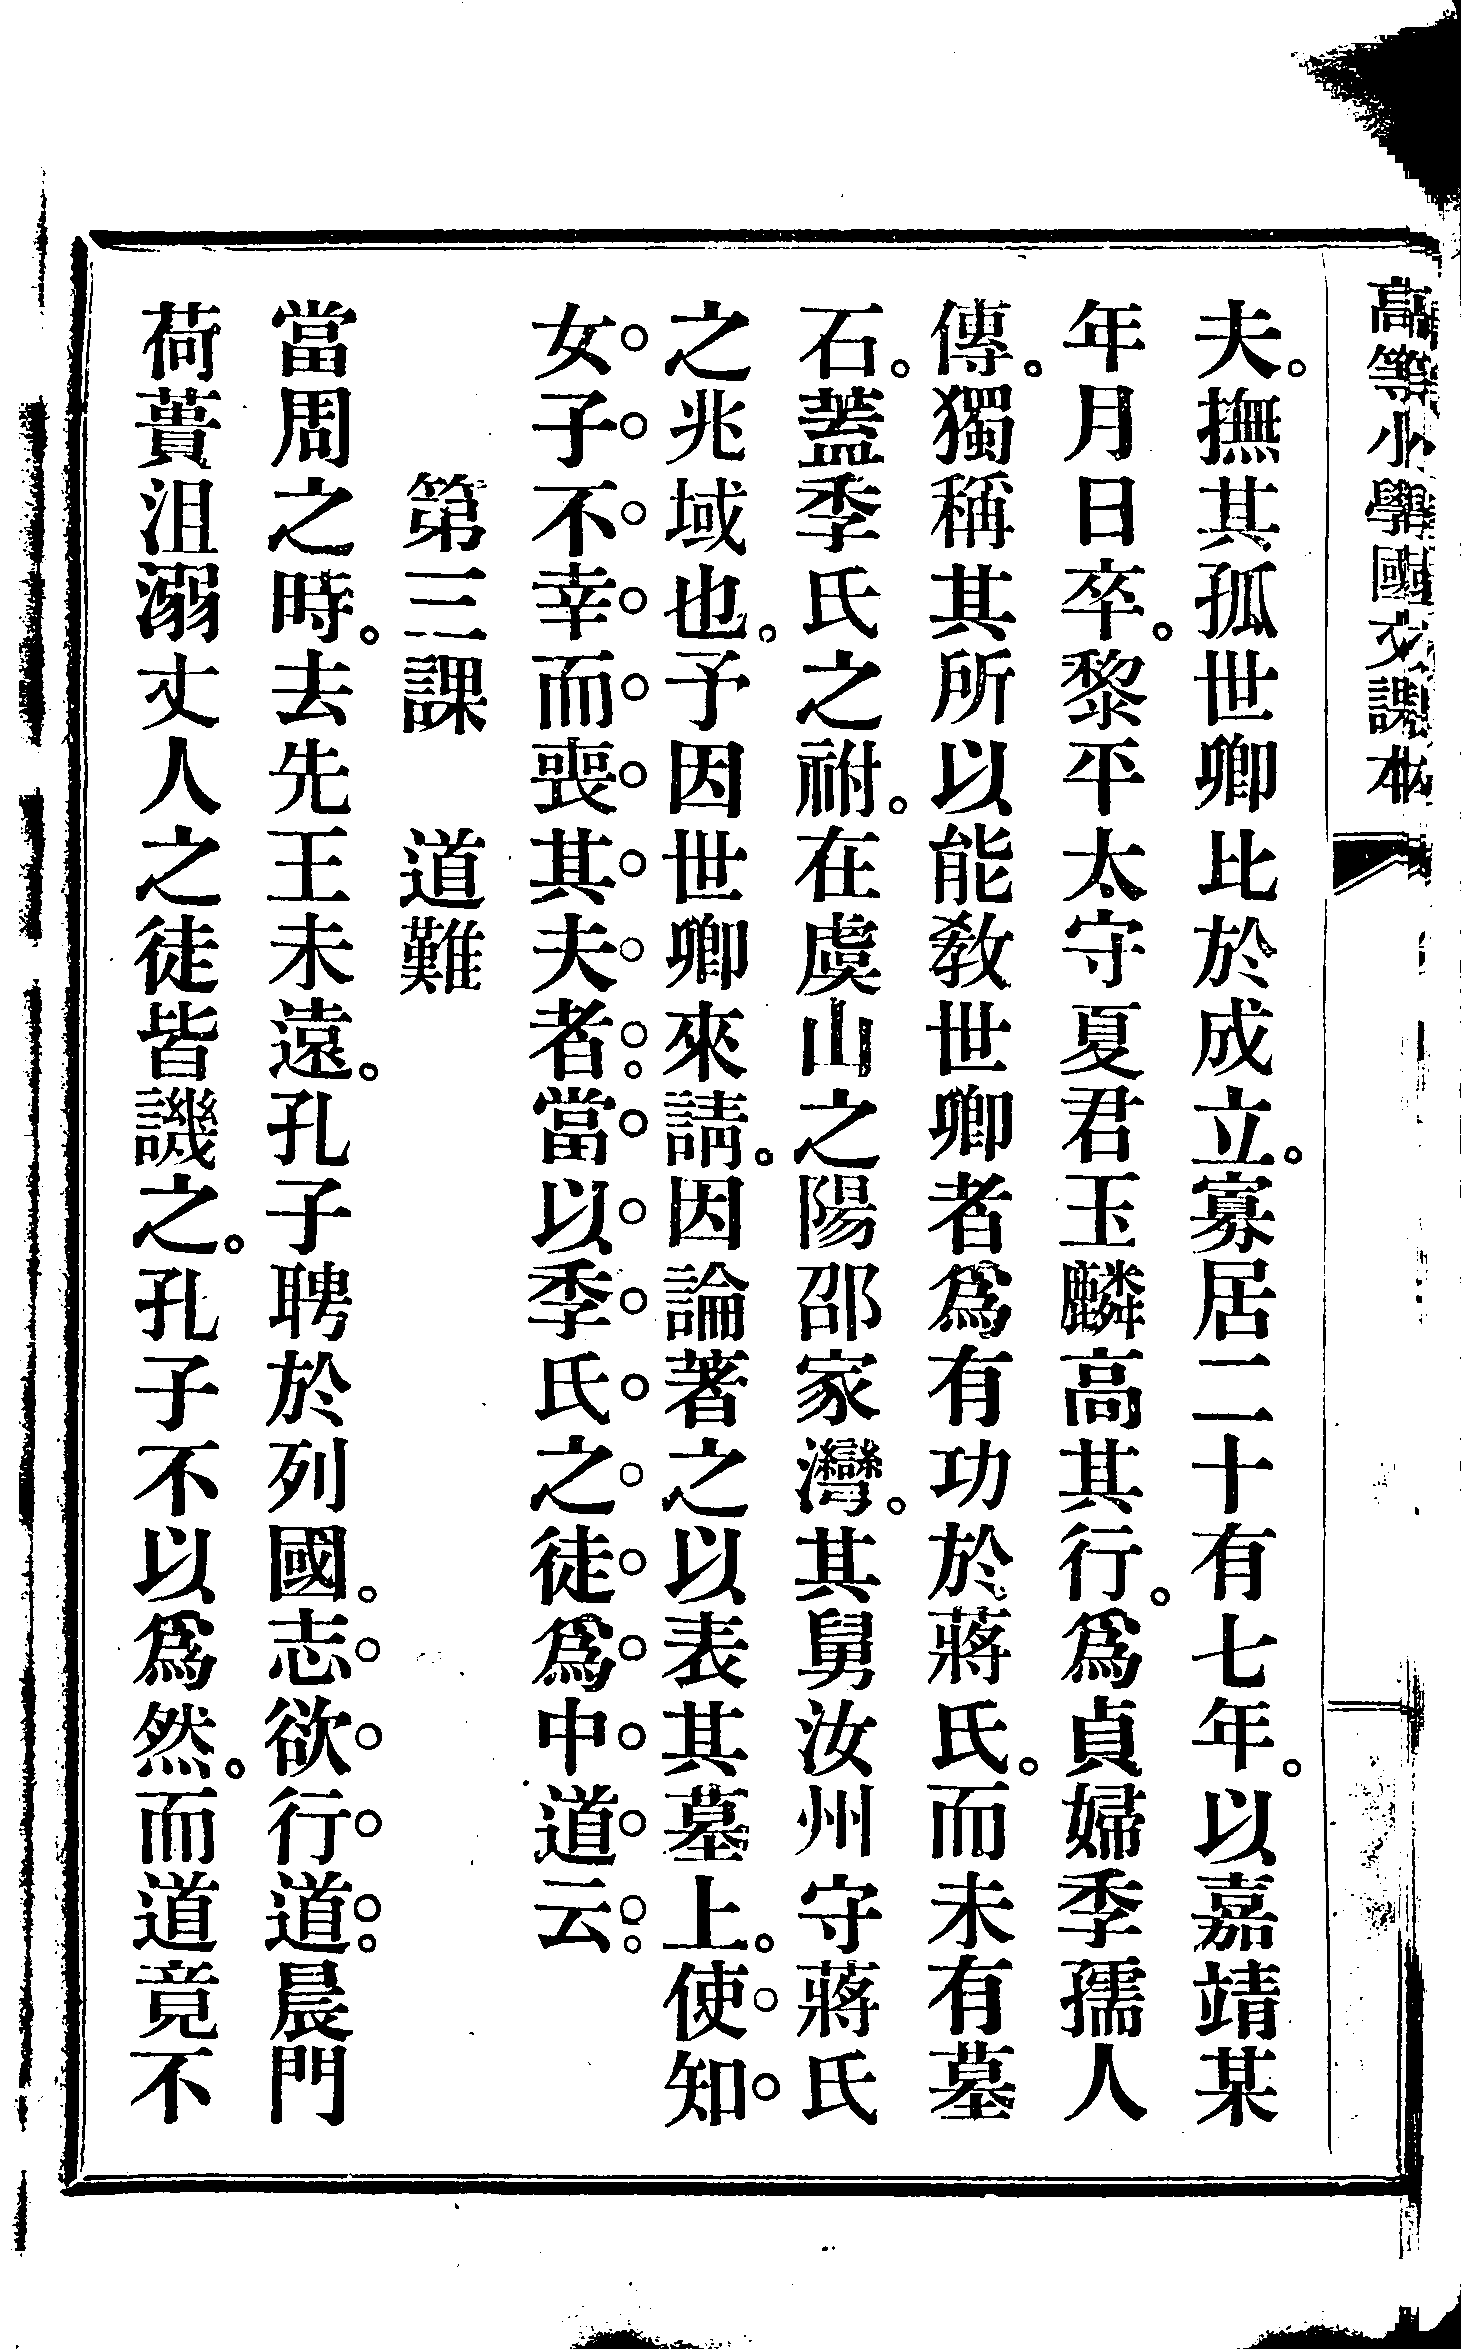 高等小學國文課本
夫。撫其孤世卿比於成立。寡居二十有七年。以嘉靖某
年月日卒。黎平太守夏君玉麟高其行。爲貞婦季孺人
傳。獨稱其所以能敎世卿者爲有功於蔣氏。而未有墓
石。蓋季氏之祔。在虞山之陽邵家灣。其舅汝州守蔣氏
之兆域也。予因世卿來請。因論著之以表其墓上。使知
女子不幸而喪其夫者。當以季氏之徒爲中道云。
第三課 道難
當周之時。去先王未遠。孔子聘於列國。志欲行道。晨門
荷蕢沮溺丈人之徒皆譏之。孔子不以爲然。而道竟不